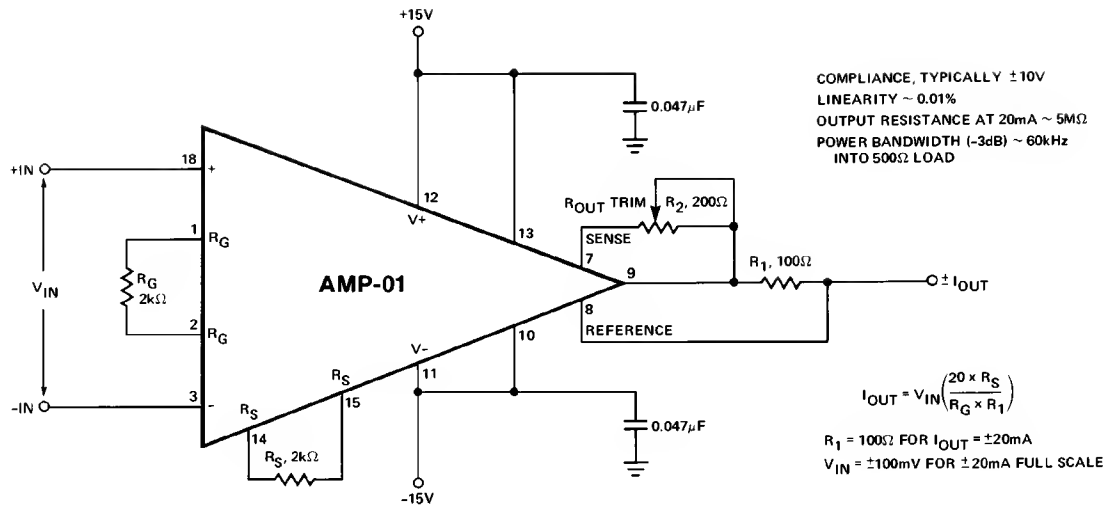 +15V
COMPLIANCE, TYPICALLY ±10V
LINEARITY ~ 0.01%
OUTPUT RESISTANCE AT 20mA ~ 5MΩ
POWER BANDWIDTH (-3dB) ~ 60kHz
INTO 500Ω LOAD
0.047μF
+IN
18
+
12
V+
13
ROUT TRIM
R2, 200Ω
SENSE
7
1
RG
VIN
RG
2kΩ
AMP-01
9
R1, 100Ω
± IOUT
8
REFERENCE
2
RG
10
V-
11
-IN
3
-
RS
15
RS
14
RS, 2kΩ
0.047μF
-15V
IOUT = VIN(20 × RS / RG × R1)
R1 = 100Ω FOR IOUT = ±20mA
VIN = ±100mV FOR ±20mA FULL SCALE